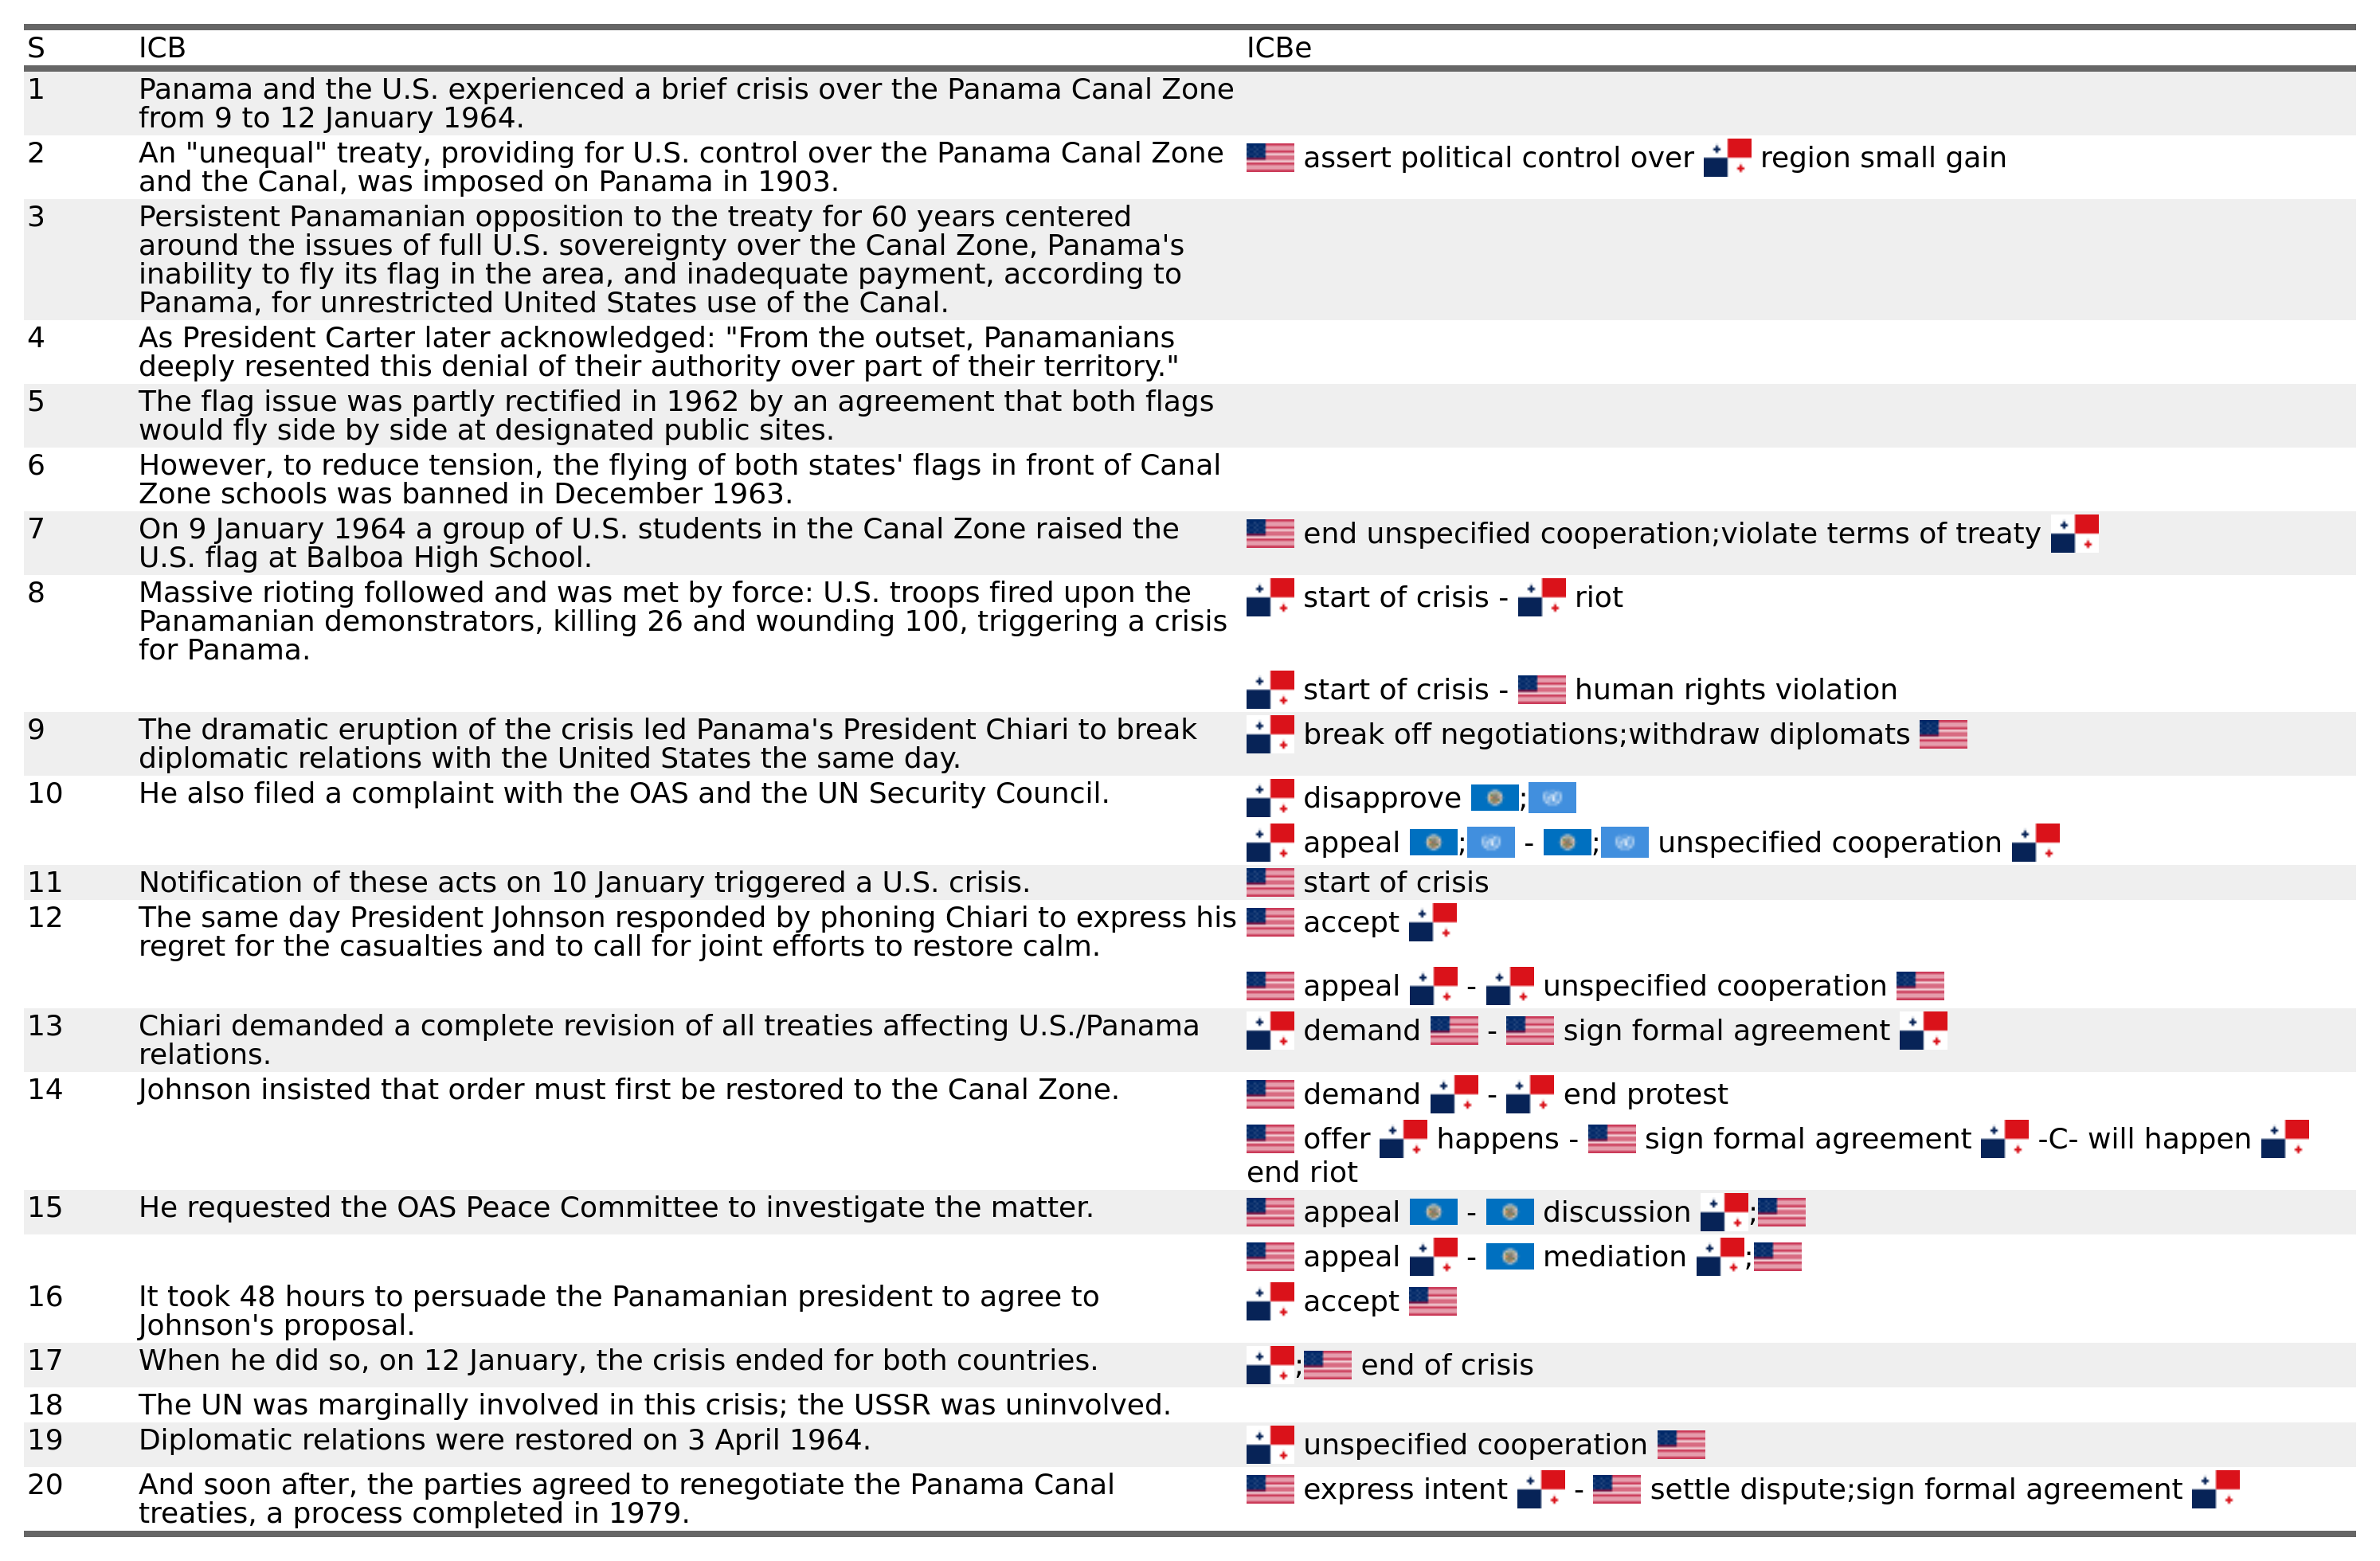 S ICB ICBe
1 Panama and the U.S. experienced a brief crisis over the Panama Canal Zone
from 9 to 12 January 1964.
2 An "unequal" treaty, providing for U.S. control over the Panama Canal Zone assert political control over region small gain
and the Canal, was imposed on Panama in 1903.
3 Persistent Panamanian opposition to the treaty for 60 years centered
around the issues of full U.S. sovereignty over the Canal Zone, Panama's
inability to fly its flag in the area, and inadequate payment, according to
Panama, for unrestricted United States use of the Canal.
4 As President Carter later acknowledged: "From the outset, Panamanians
deeply resented this denial of their authority over part of their territory."
5 The flag issue was partly rectified in 1962 by an agreement that both flags
would fly side by side at designated public sites.
6 However, to reduce tension, the flying of both states' flags in front of Canal
Zone schools was banned in December 1963.
7 On 9 January 1964 a group of U.S. students in the Canal Zone raised the end unspecified cooperation;violate terms of treaty
U.S. flag at Balboa High School.
8 Massive rioting followed and was met by force: U.S. troops fired upon the start of crisis - riot
Panamanian demonstrators, killing 26 and wounding 100, triggering a crisis
for Panama.
start of crisis - human rights violation
9 The dramatic eruption of the crisis led Panama's President Chiari to break break off negotiations;withdraw diplomats
diplomatic relations with the United States the same day.
10 He also filed a complaint with the OAS and the UN Security Council. disapprove ;
appeal ; - ; unspecified cooperation
11 Notification of these acts on 10 January triggered a U.S. crisis. start of crisis
12 The same day President Johnson responded by phoning Chiari to express his accept
regret for the casualties and to call for joint efforts to restore calm.
appeal - unspecified cooperation
13 Chiari demanded a complete revision of all treaties affecting U.S./Panama demand - sign formal agreement
relations.
14 Johnson insisted that order must first be restored to the Canal Zone. demand - end protest
offer happens - sign formal agreement -C- will happen
end riot
15 He requested the OAS Peace Committee to investigate the matter. appeal - discussion ;
appeal - mediation ;
16 It took 48 hours to persuade the Panamanian president to agree to accept
Johnson's proposal.
17 When he did so, on 12 January, the crisis ended for both countries. ; end of crisis
18 The UN was marginally involved in this crisis; the USSR was uninvolved.
19 Diplomatic relations were restored on 3 April 1964. unspecified cooperation
20 And soon after, the parties agreed to renegotiate the Panama Canal express intent - settle dispute;sign formal agreement
treaties, a process completed in 1979.